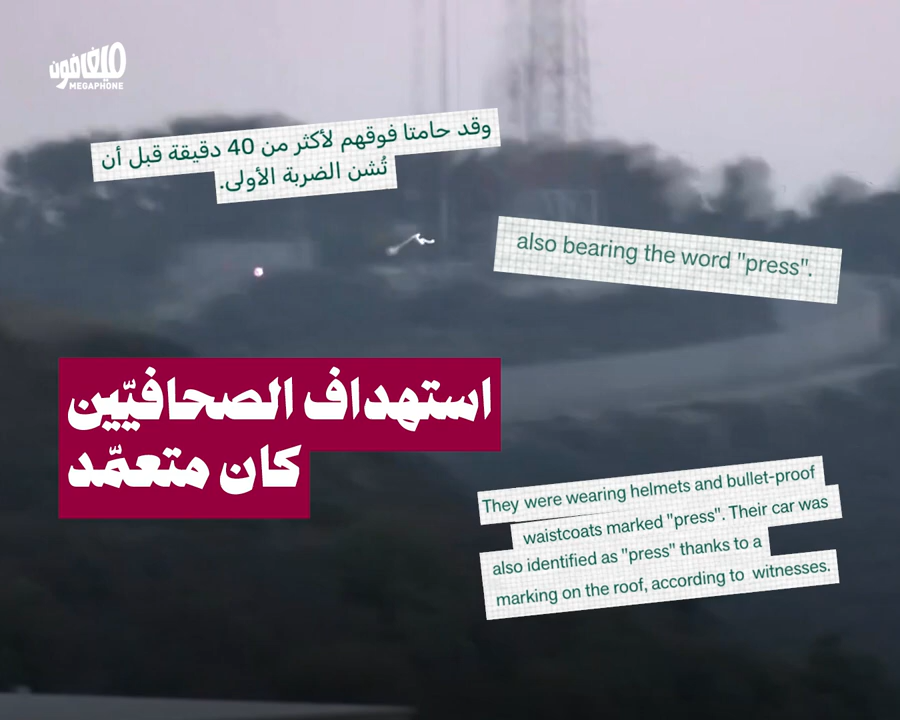 ميغافون
MEGAPHONE
وقد حامتا فوقهم لأكثر من 40 دقيقة قبل أن
تُشن الضربة الأولى.
also bearing the word "press".
استهداف الصحافيّين
كان متعمّد
They were wearing helmets and bullet-proof
waistcoats marked "press". Their car was
also identified as "press" thanks to a
marking on the roof, according to witnesses.